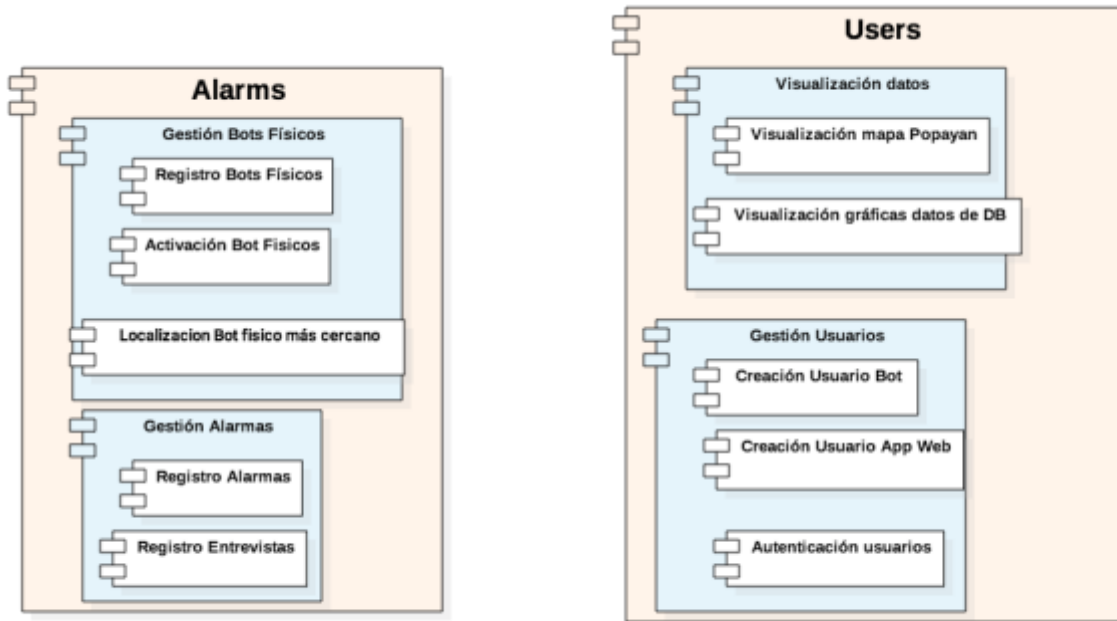 Alarms
Gestión Bots Físicos
Registro Bots Físicos
Activación Bot Fisicos
Localizacion Bot fisico más cercano
Gestión Alarmas
Registro Alarmas
Registro Entrevistas
Users
Visualización datos
Visualización mapa Popayan
Visualización gráficas datos de DB
Gestión Usuarios
Creación Usuario Bot
Creación Usuario App Web
Autenticación usuarios